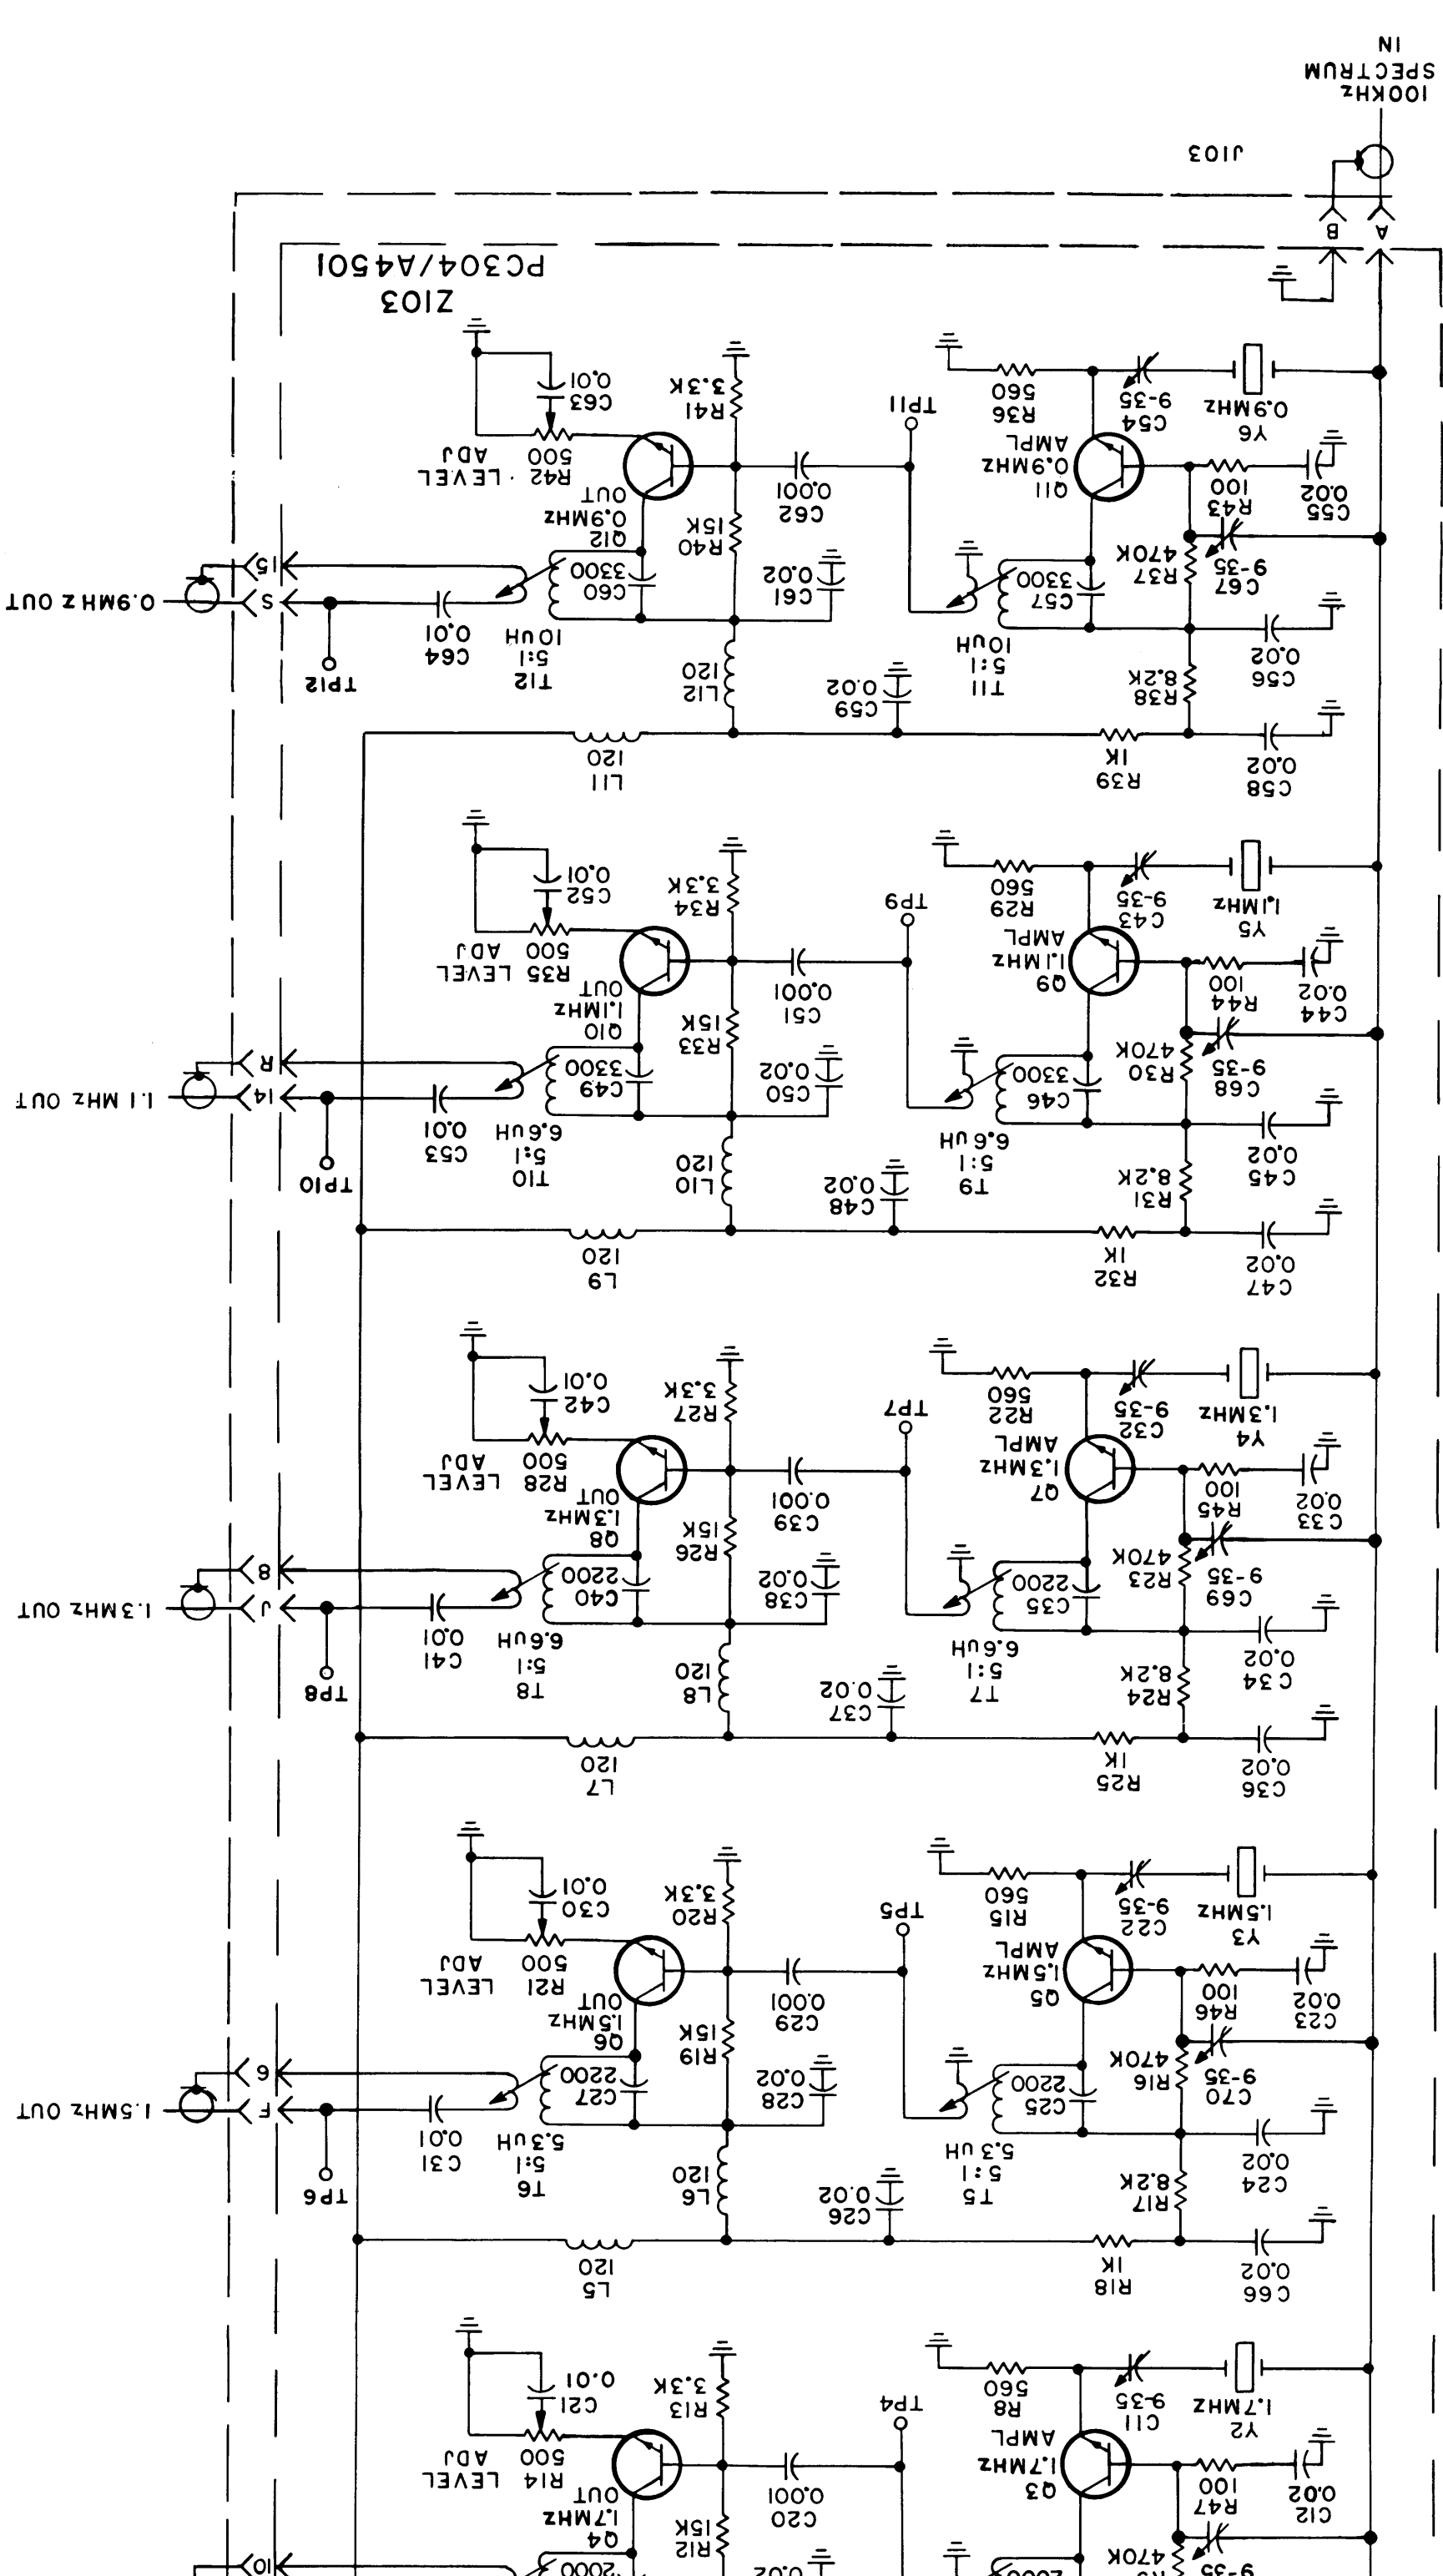 9-35
470K
2000
0.02
R12
15K
2000
10
C12
0.02
R47
100
Q3
1.7MHz
AMPL
C20
0.001
Q4
1.7MHz
OUT
R14
500
LEVEL
ADJ
Y2
1.7MHz
C11
9-35
R8
560
TP4
R13
3.3K
C21
0.01
C66
0.02
R18
1K
L5
120
C24
0.02
R17
8.2K
T5
5:1
5.3uH
C26
0.02
L6
120
T6
5:1
5.3uH
C31
0.01
TP6
F
1.5MHz OUT
6
C70
9-35
R16
470K
C25
2200
C28
0.02
R19
15K
C27
2200
C23
0.02
R46
100
Q5
1.5MHz
AMPL
C29
0.001
Q6
1.5MHz
OUT
R21
500
LEVEL
ADJ
Y3
1.5MHz
C22
9-35
R15
560
TP5
R20
3.3K
C30
0.01
C36
0.02
R25
1K
L7
120
C34
0.02
R24
8.2K
T7
5:1
6.6uH
C37
0.02
L8
120
T8
5:1
6.6uH
C41
0.01
TP8
J
1.3MHz OUT
8
C69
9-35
R23
470K
C35
2200
C38
0.02
R26
15K
C40
2200
C33
0.02
R45
100
Q7
1.3MHz
AMPL
C39
0.001
Q8
1.3MHz
OUT
R28
500
LEVEL
ADJ
Y4
1.3MHz
C32
9-35
R22
560
TP7
R27
3.3K
C42
0.01
C47
0.02
R32
1K
L9
120
C45
0.02
R31
8.2K
T9
5:1
6.6uH
C48
0.02
L10
120
T10
5:1
6.6uH
C53
0.01
TP10
14
1.1 MHz OUT
R
C68
9-35
R30
470K
C46
3300
C50
0.02
R33
15K
C49
3300
C44
0.02
R44
100
Q9
1.1MHz
AMPL
C51
0.001
Q10
1.1MHz
OUT
R35
500
LEVEL
ADJ
Y5
1.1MHz
C43
9-35
R29
560
TP9
R34
3.3K
C52
0.01
C58
0.02
R39
1K
L11
120
C56
0.02
R38
8.2K
T11
5:1
10uH
C59
0.02
L12
120
T12
5:1
10uH
C64
0.01
TP12
S
0.9MHz OUT
15
C67
9-35
R37
470K
C57
3300
C61
0.02
R40
15K
C60
3300
C55
0.02
R43
100
Q11
0.9MHz
AMPL
C62
0.001
Q12
0.9MHz
OUT
R42
500
LEVEL
ADJ
Y6
0.9MHz
C54
9-35
R36
560
TP11
R41
3.3K
C63
0.01
Z103
PC304/A4501
A
B
J103
100KHz
SPECTRUM
IN